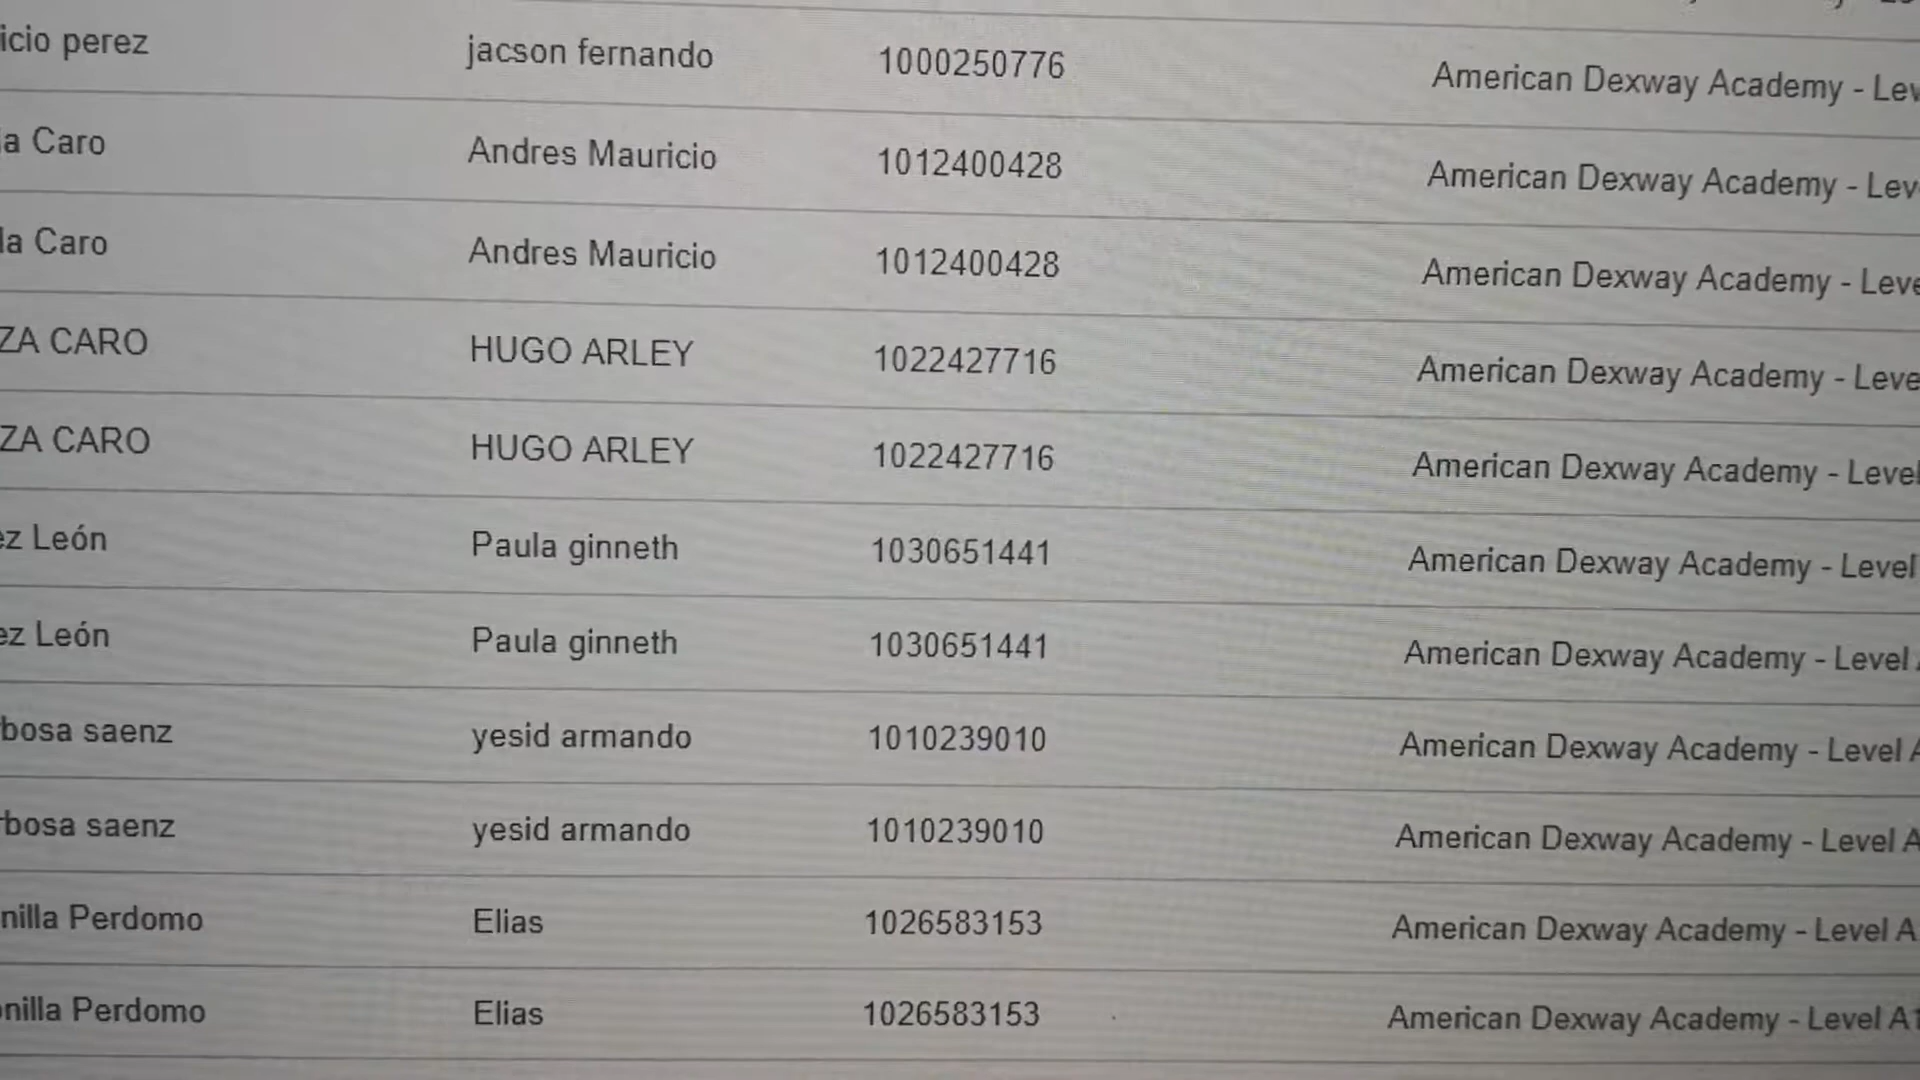 icio perez jacson fernando 1000250776 American Dexway Academy - Lev
a Caro Andres Mauricio 1012400428 American Dexway Academy - Lev
la Caro Andres Mauricio 1012400428 American Dexway Academy - Leve
ZA CARO HUGO ARLEY 1022427716 American Dexway Academy - Leve
ZA CARO HUGO ARLEY 1022427716 American Dexway Academy - Level
ez León Paula ginneth 1030651441 American Dexway Academy - Level
ez León Paula ginneth 1030651441 American Dexway Academy - Level
bosa saenz yesid armando 1010239010 American Dexway Academy - Level A
rbosa saenz yesid armando 1010239010 American Dexway Academy - Level A
nilla Perdomo Elias 1026583153 American Dexway Academy - Level A
onilla Perdomo Elias 1026583153 American Dexway Academy - Level A1